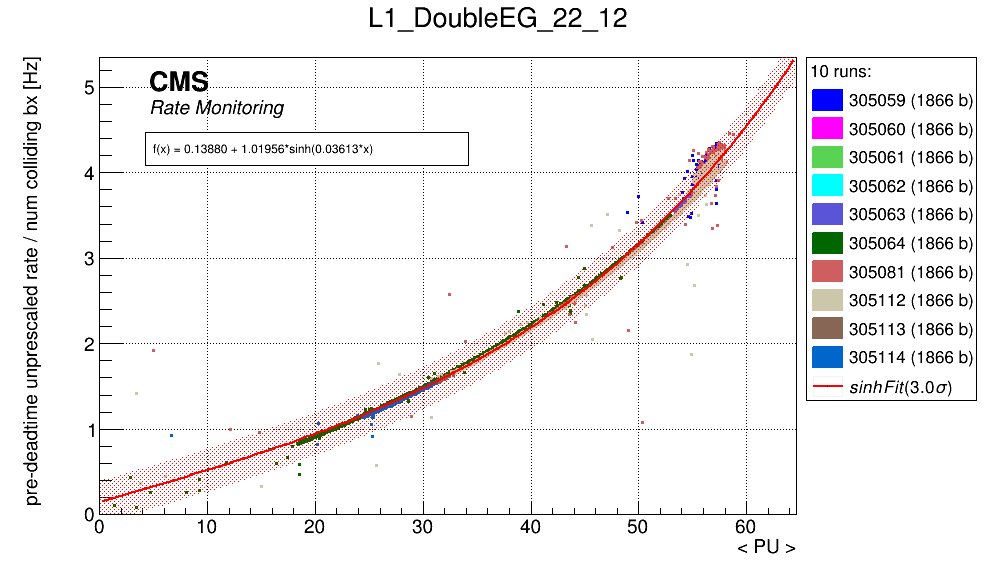 L1_DoubleEG_22_12
pre-deadtime unprescaled rate / num colliding bx [Hz]
CMS
Rate Monitoring
f(x) = 0.13880 + 1.01956*sinh(0.03613*x)
5
4
3
2
1
0
0 10 20 30 40 50 60
< PU >
10 runs:
305059 (1866 b)
305060 (1866 b)
305061 (1866 b)
305062 (1866 b)
305063 (1866 b)
305064 (1866 b)
305081 (1866 b)
305112 (1866 b)
305113 (1866 b)
305114 (1866 b)
sinhFit(3.0σ)